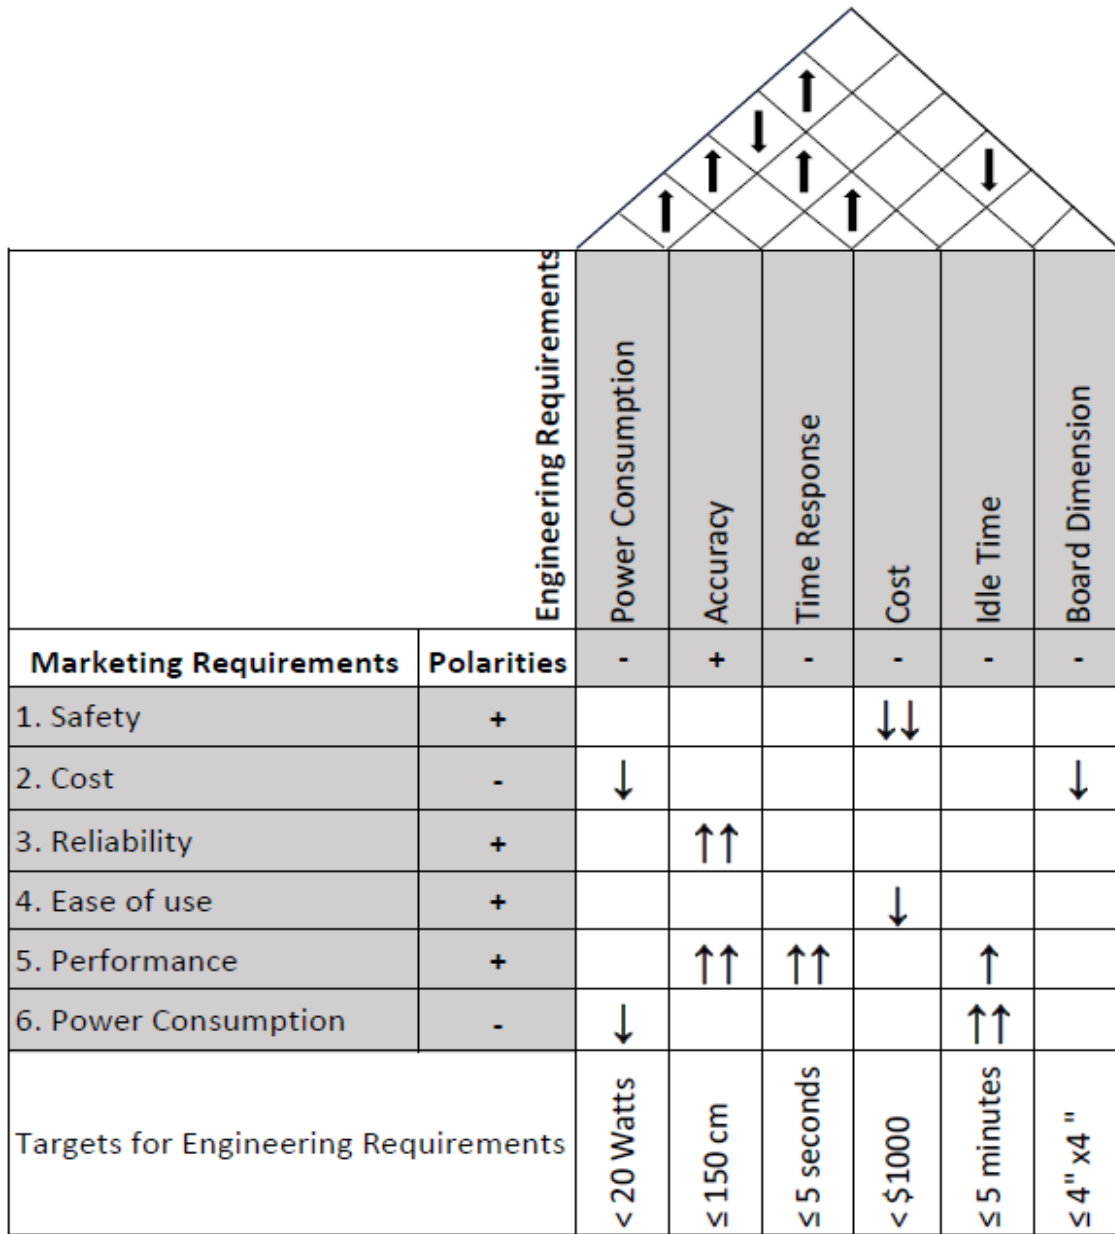 Engineering Requirements
Power Consumption
Accuracy
Time Response
Cost
Idle Time
Board Dimension
Marketing Requirements Polarities - + - - - -
1. Safety + ↓↓
2. Cost - ↓ ↓
3. Reliability + ↑↑
4. Ease of use + ↓
5. Performance + ↑↑ ↑↑ ↑
6. Power Consumption - ↓ ↑↑
Targets for Engineering Requirements
< 20 Watts
≤ 150 cm
≤ 5 seconds
< $1000
≤ 5 minutes
≤ 4" x4 "